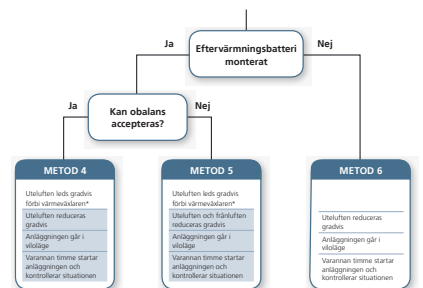 Ja
Eftervärmningsbatteri
monterat
Nej
Ja
Kan obalans
accepteras?
Nej
METOD 4
Uteluften leds gradvis
förbi värmeväxlaren*
Uteluften reduceras
gradvis
Anläggningen går i
viloläge
Varannan timme startar
anläggningen och
kontrollerar situationen
METOD 5
Uteluften leds gradvis
förbi värmeväxlaren*
Uteluften och frånluften
reduceras gradvis
Anläggningen går i
viloläge
Varannan timme startar
anläggningen och
kontrollerar situationen
METOD 6
Uteluften reduceras
gradvis
Anläggningen går i
viloläge
Varannan timme startar
anläggningen och
kontrollerar situationen